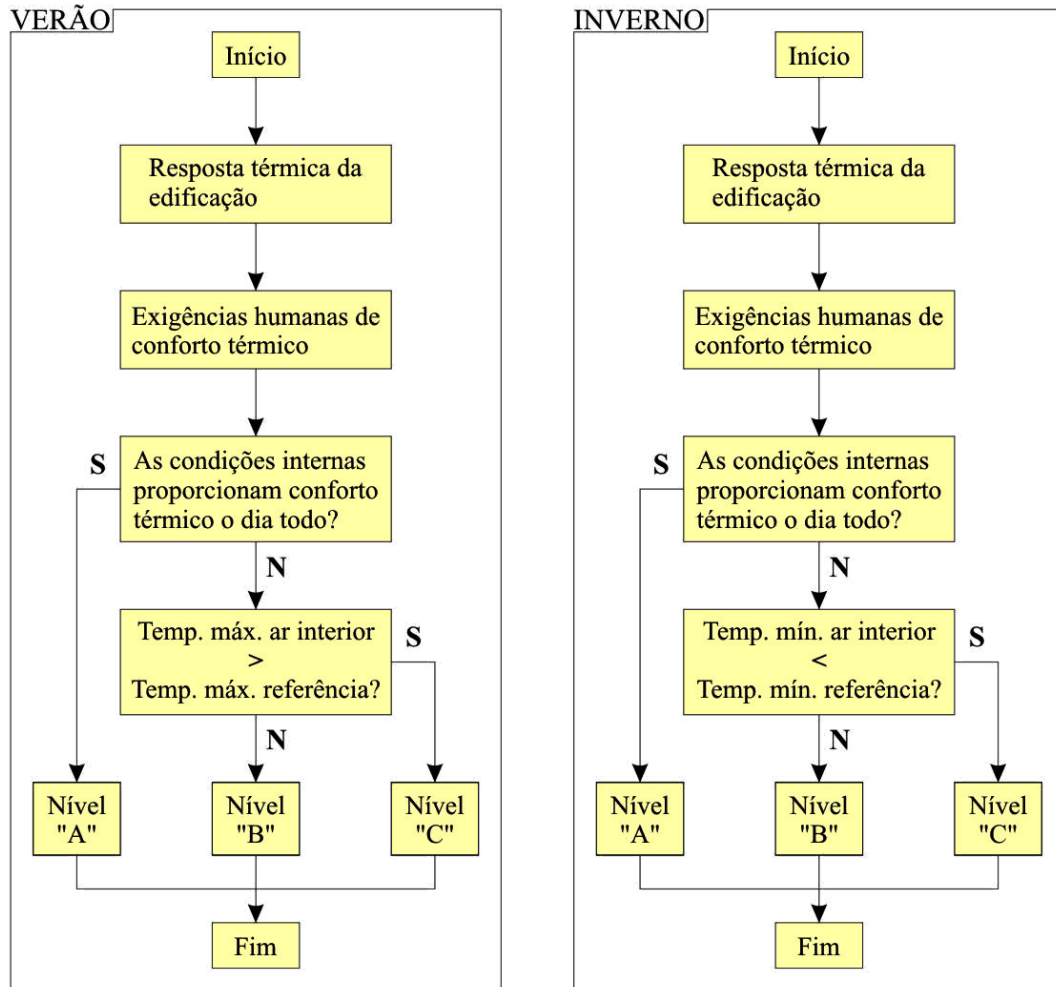 VERÃO
Início
Resposta térmica da
edificação
Exigências humanas de
conforto térmico
S
As condições internas
proporcionam conforto
térmico o dia todo?
N
Temp. máx. ar interior
>
Temp. máx. referência?
S
N
Nível
"A"
Nível
"B"
Nível
"C"
Fim
INVERNO
Início
Resposta térmica da
edificação
Exigências humanas de
conforto térmico
S
As condições internas
proporcionam conforto
térmico o dia todo?
N
Temp. mín. ar interior
<
Temp. mín. referência?
S
N
Nível
"A"
Nível
"B"
Nível
"C"
Fim